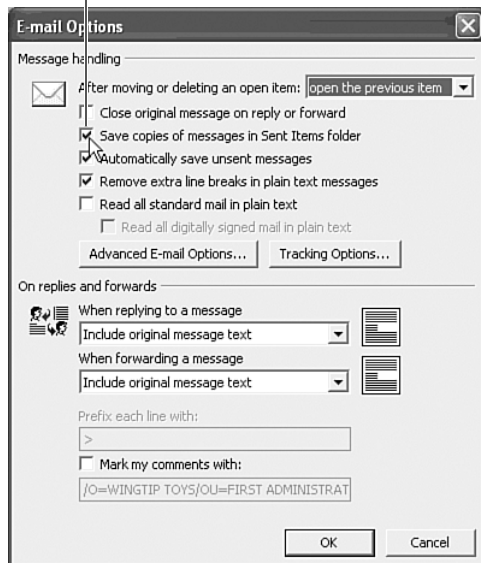 E-mail Options
Message handling
After moving or deleting an open item: open the previous item
Close original message on reply or forward
Save copies of messages in Sent Items folder
Automatically save unsent messages
Remove extra line breaks in plain text messages
Read all standard mail in plain text
Read all digitally signed mail in plain text
Advanced E-mail Options... Tracking Options...
On replies and forwards
When replying to a message
Include original message text
When forwarding a message
Include original message text
Prefix each line with:
>
Mark my comments with:
/O=WINGTIP TOYS/OU=FIRST ADMINISTRAT
OK Cancel